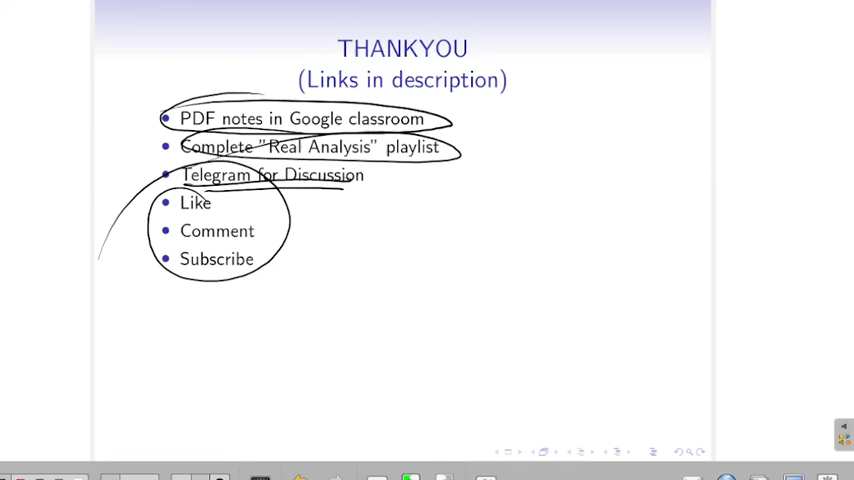 THANKYOU
(Links in description)
PDF notes in Google classroom
Complete "Real Analysis" playlist
Telegram for Discussion
Like
Comment
Subscribe